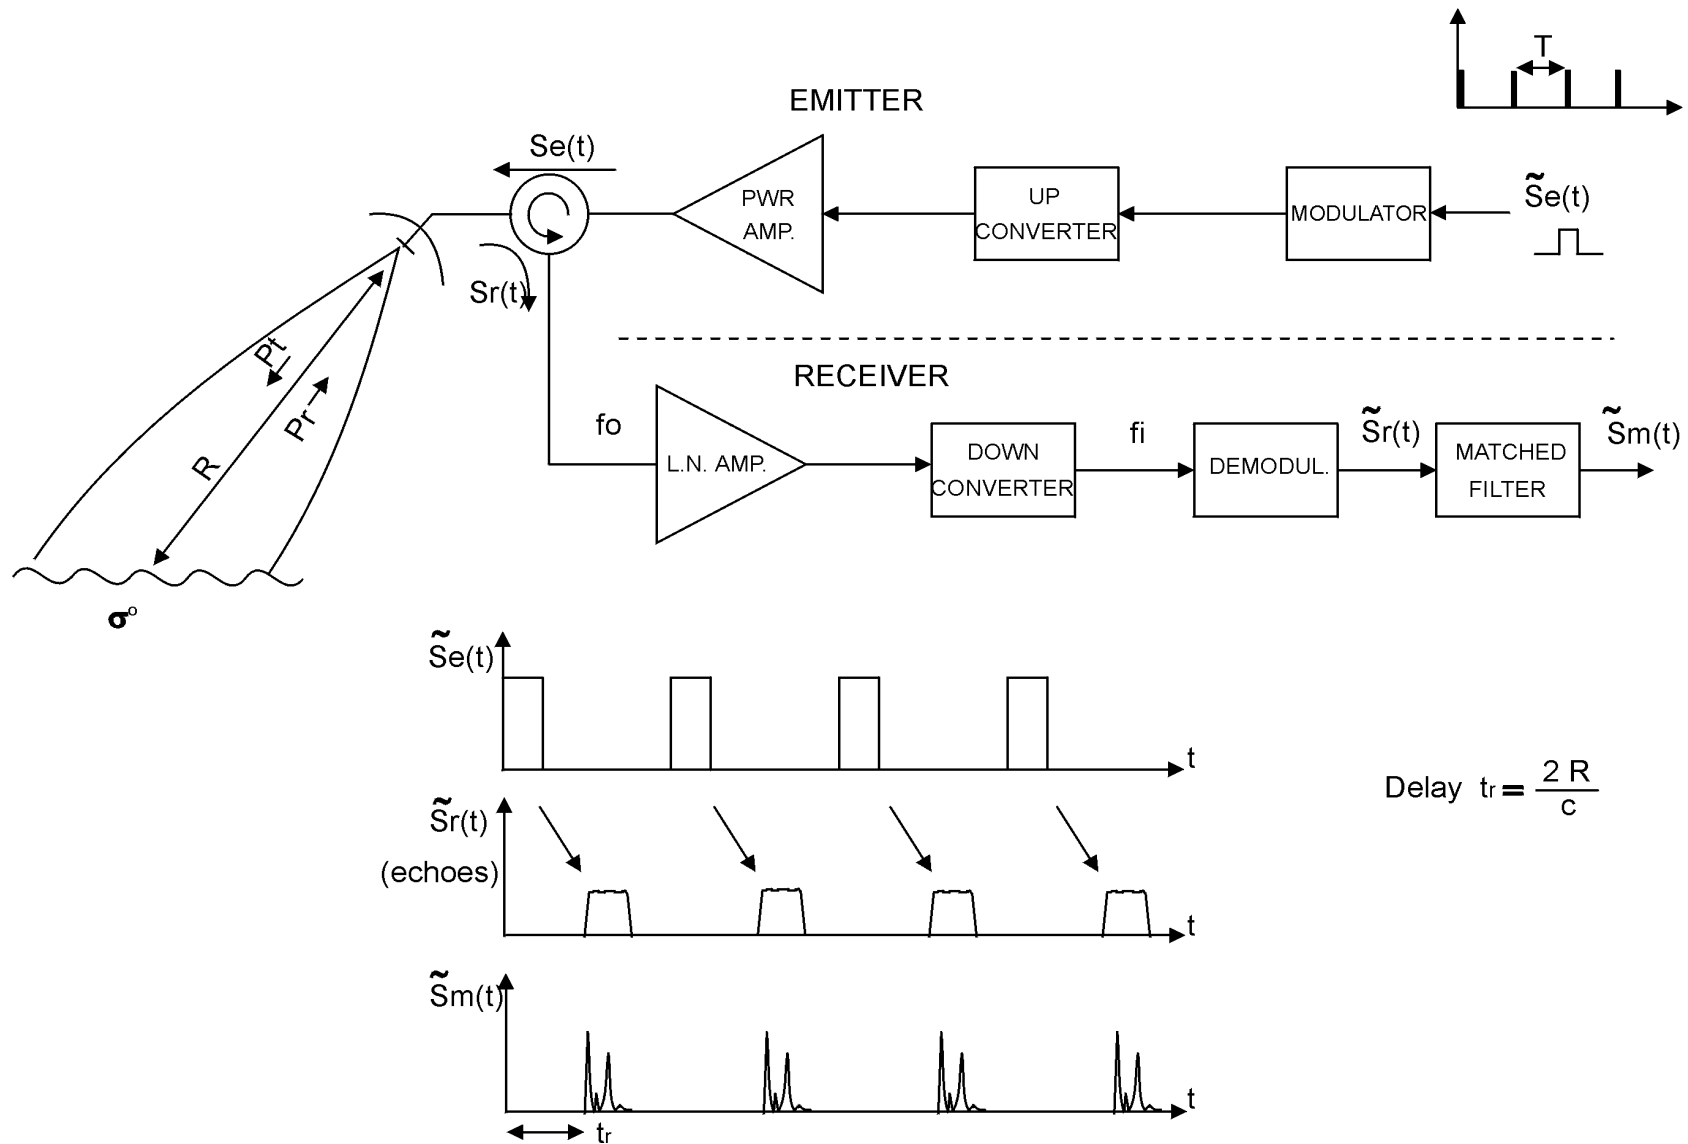 T
EMITTER
Se(t)
PWR
AMP.
UP
CONVERTER
MODULATOR
S̃e(t)
Sr(t)
Pt
Pr
R
σ°
RECEIVER
fo
L.N. AMP.
DOWN
CONVERTER
fi
DEMODUL.
S̃r(t)
MATCHED
FILTER
S̃m(t)
S̃e(t)
t
S̃r(t)
(echoes)
t
Delay tr = 2 R / c
S̃m(t)
t
tr